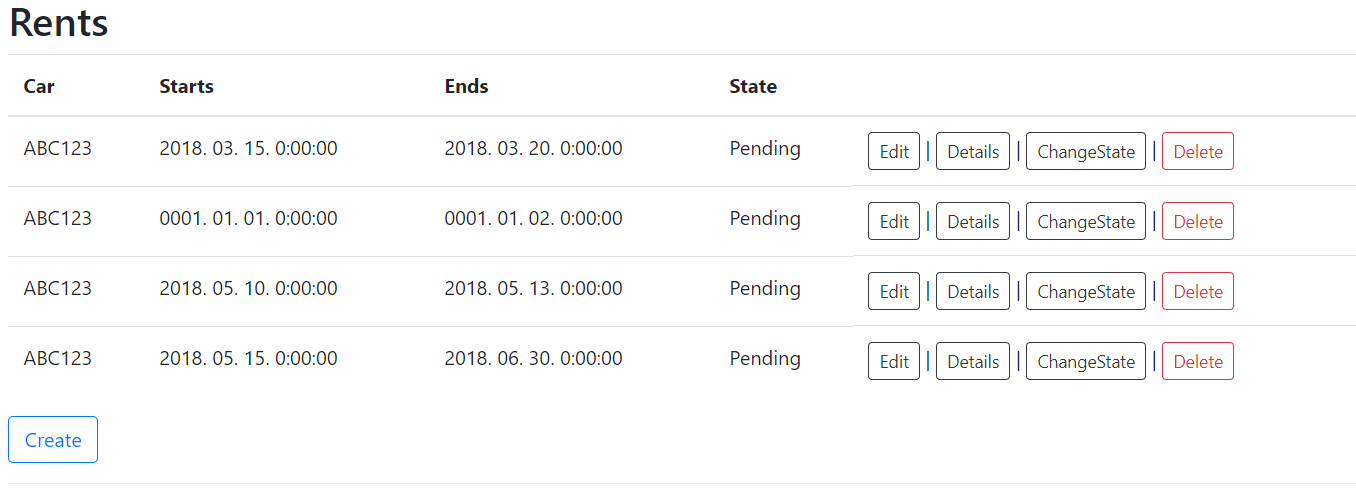 Rents
Car Starts Ends State
ABC123 2018. 03. 15. 0:00:00 2018. 03. 20. 0:00:00 Pending Edit | Details | ChangeState | Delete
ABC123 0001. 01. 01. 0:00:00 0001. 01. 02. 0:00:00 Pending Edit | Details | ChangeState | Delete
ABC123 2018. 05. 10. 0:00:00 2018. 05. 13. 0:00:00 Pending Edit | Details | ChangeState | Delete
ABC123 2018. 05. 15. 0:00:00 2018. 06. 30. 0:00:00 Pending Edit | Details | ChangeState | Delete
Create